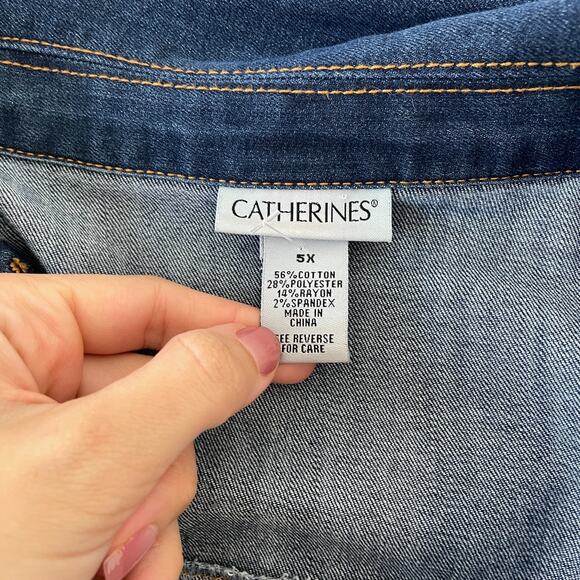 CATHERINES®
5X
56%COTTON
28%POLYESTER
14%RAYON
2%SPANDEX
MADE IN
CHINA
SEE REVERSE
FOR CARE